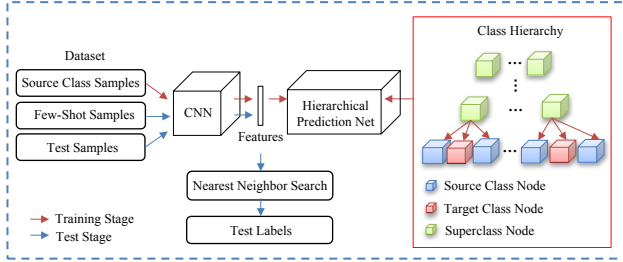 Dataset
Source Class Samples
Few-Shot Samples
Test Samples
CNN
Features
Hierarchical
Prediction Net
Nearest Neighbor Search
Test Labels
Training Stage
Test Stage
Class Hierarchy
Source Class Node
Target Class Node
Superclass Node